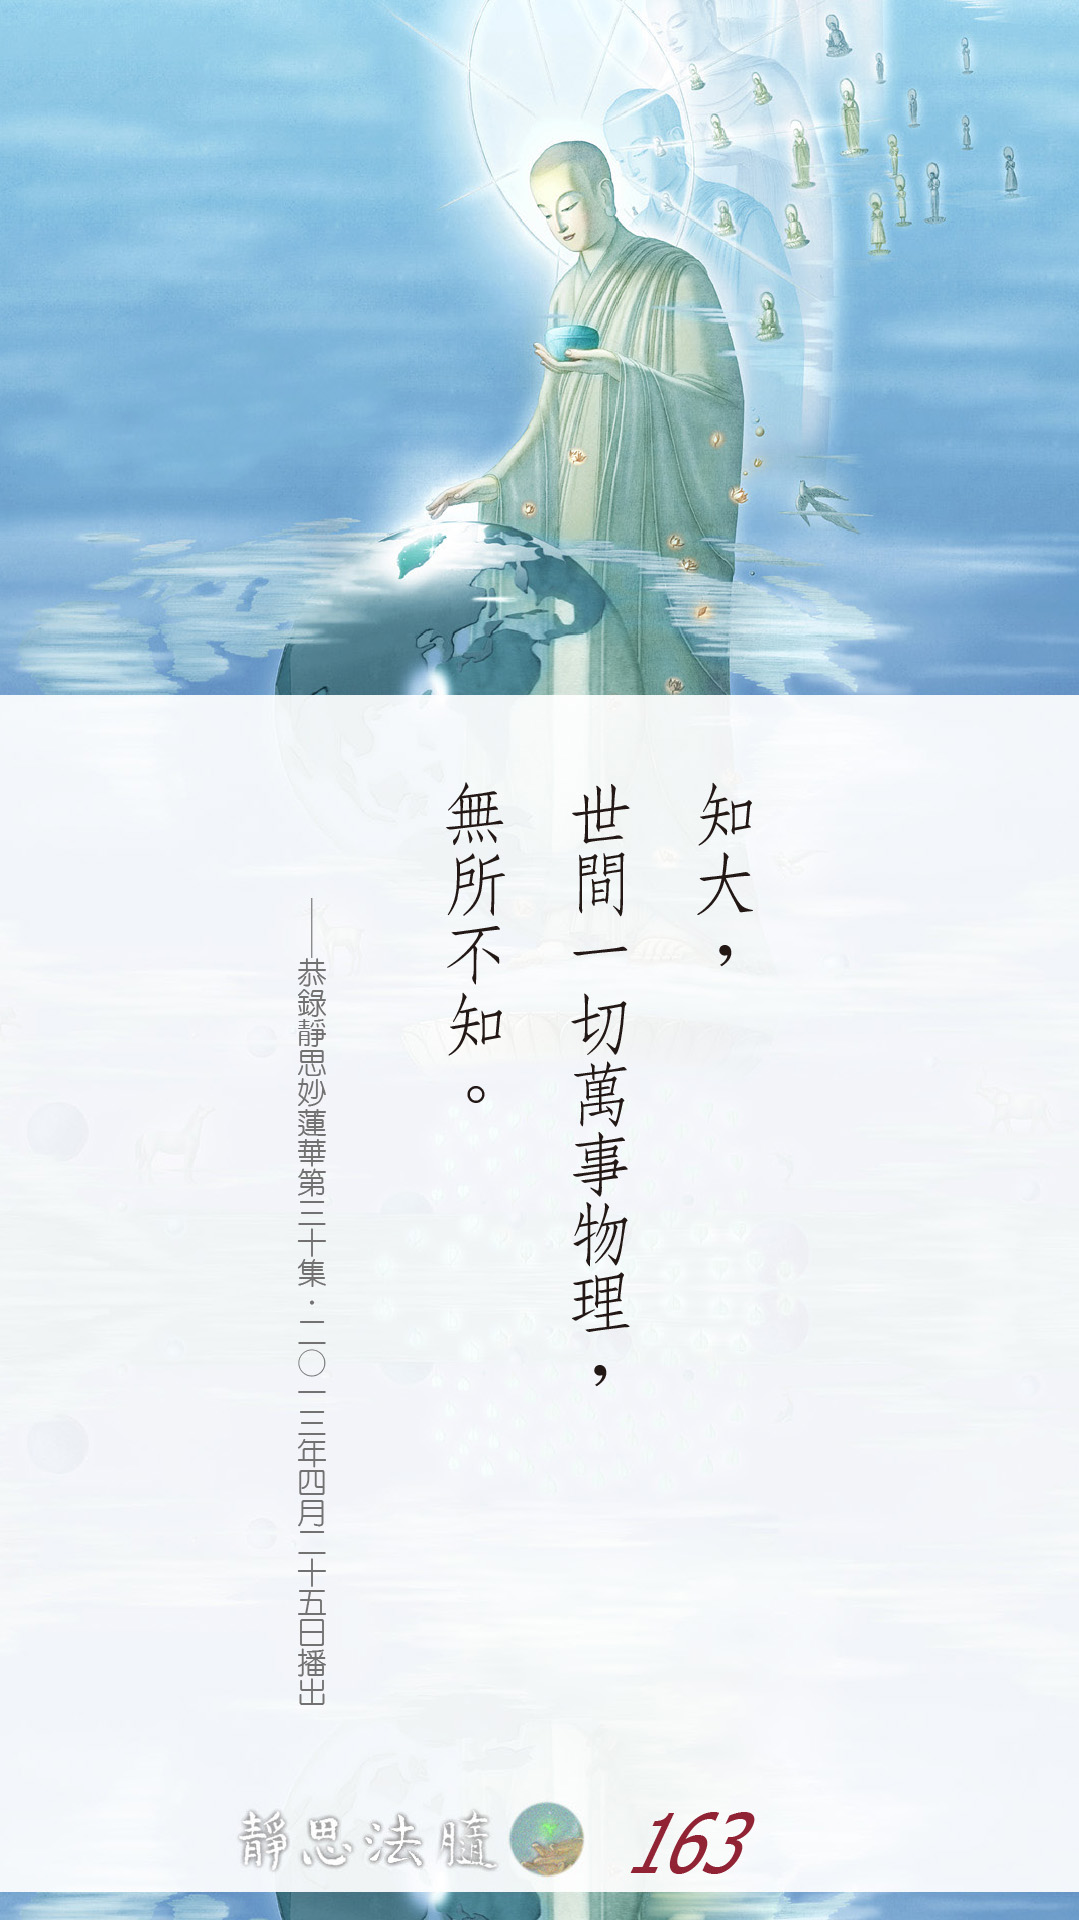 知大，
世間一切萬事物理，
無所不知。
──恭錄靜思妙蓮華第三十集．二〇一三年四月二十五日播出
靜思法髓
163